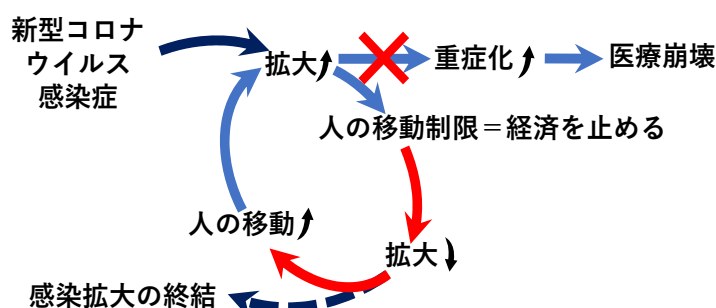 新型コロナ
ウイルス
感染症
拡大
重症化
医療崩壊
人の移動制限＝経済を止める
人の移動
拡大
感染拡大の終結